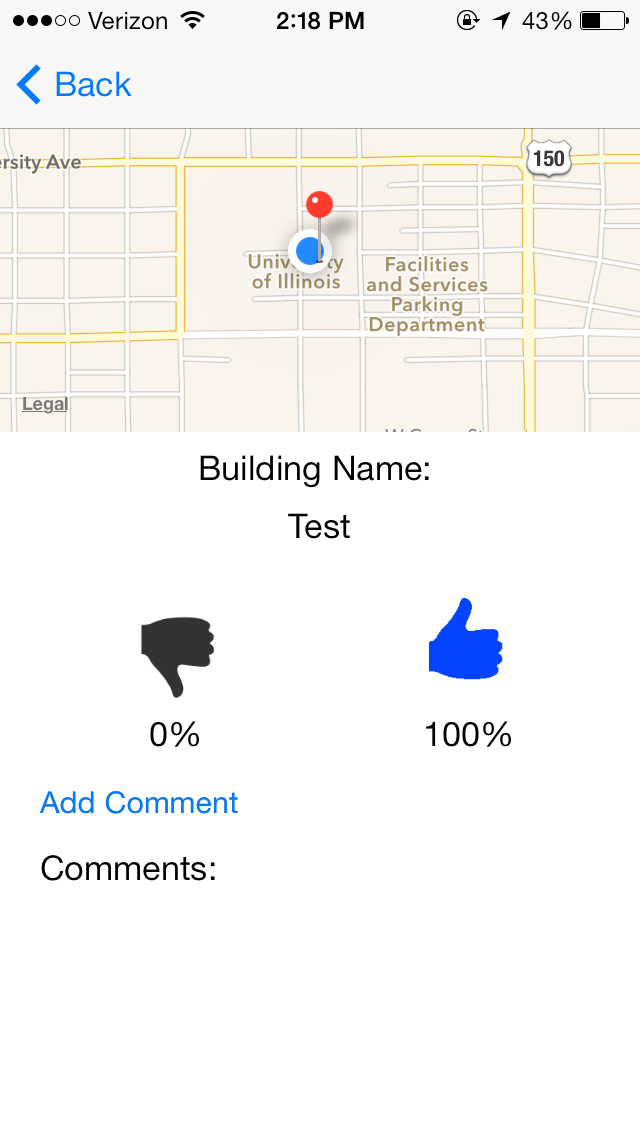 Verizon 2:18 PM 43%
Back
ersity Ave
150
University
of Illinois
Facilities
and Services
Parking
Department
Legal
Building Name:
Test
0% 100%
Add Comment
Comments: